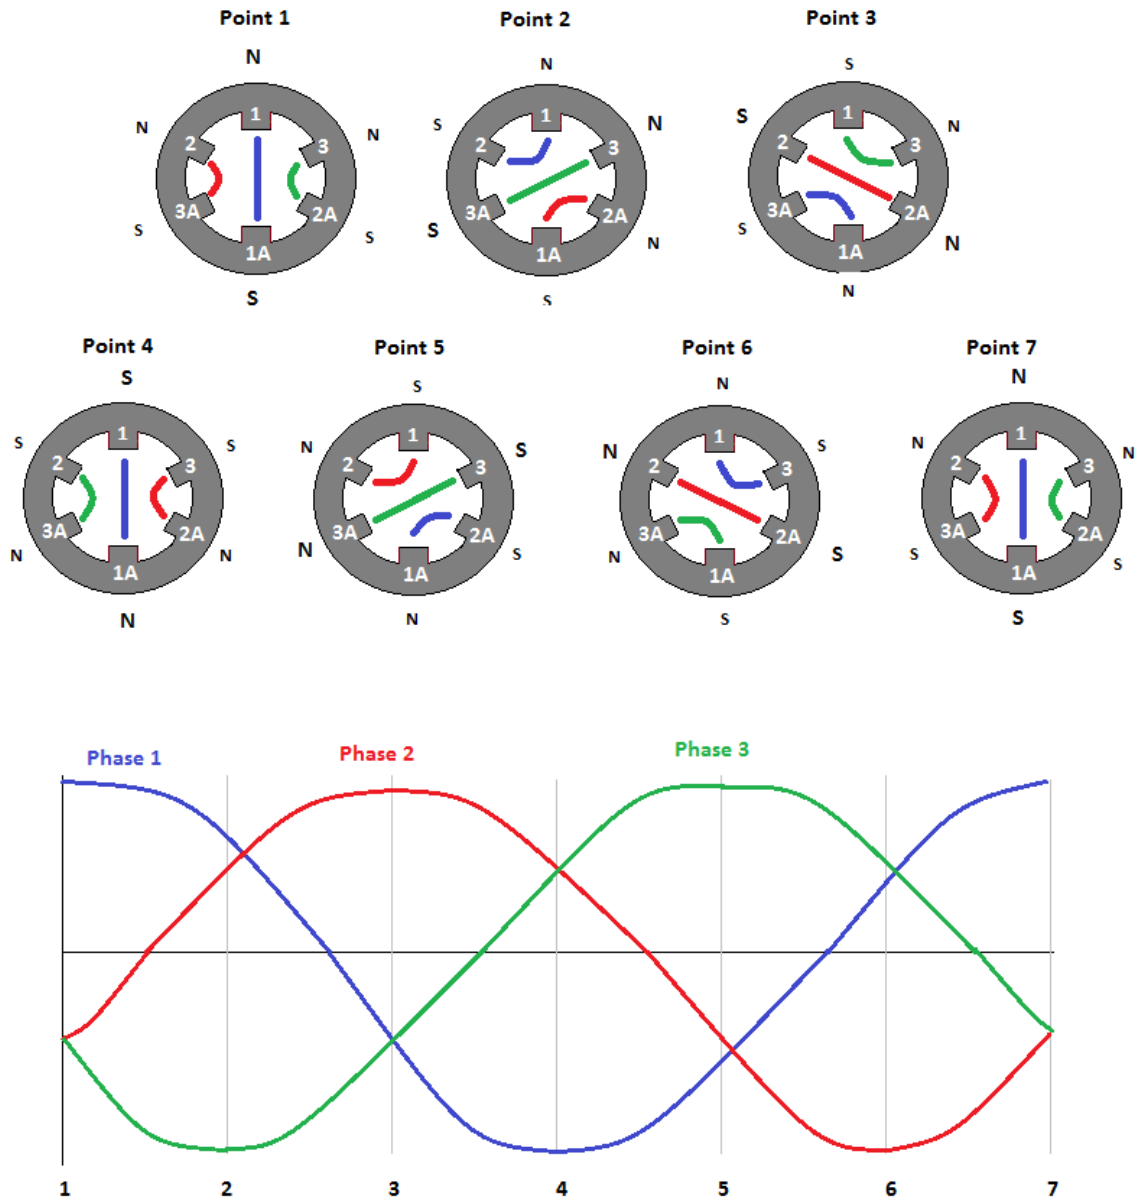 Point 1 Point 2 Point 3
N N S
N N S N S N
1 1 1
2 3 2 3 2 3
3A 2A 3A 2A 3A 2A
1A 1A 1A
S S S N S N
S S N
Point 4 Point 5 Point 6 Point 7
S S N N
S S N S N S N N
1 1 1 1
2 3 2 3 2 3 2 3
3A 2A 3A 2A 3A 2A 3A 2A
1A 1A 1A 1A
N N N S N S S S
N N S S
Phase 1 Phase 2 Phase 3
1 2 3 4 5 6 7